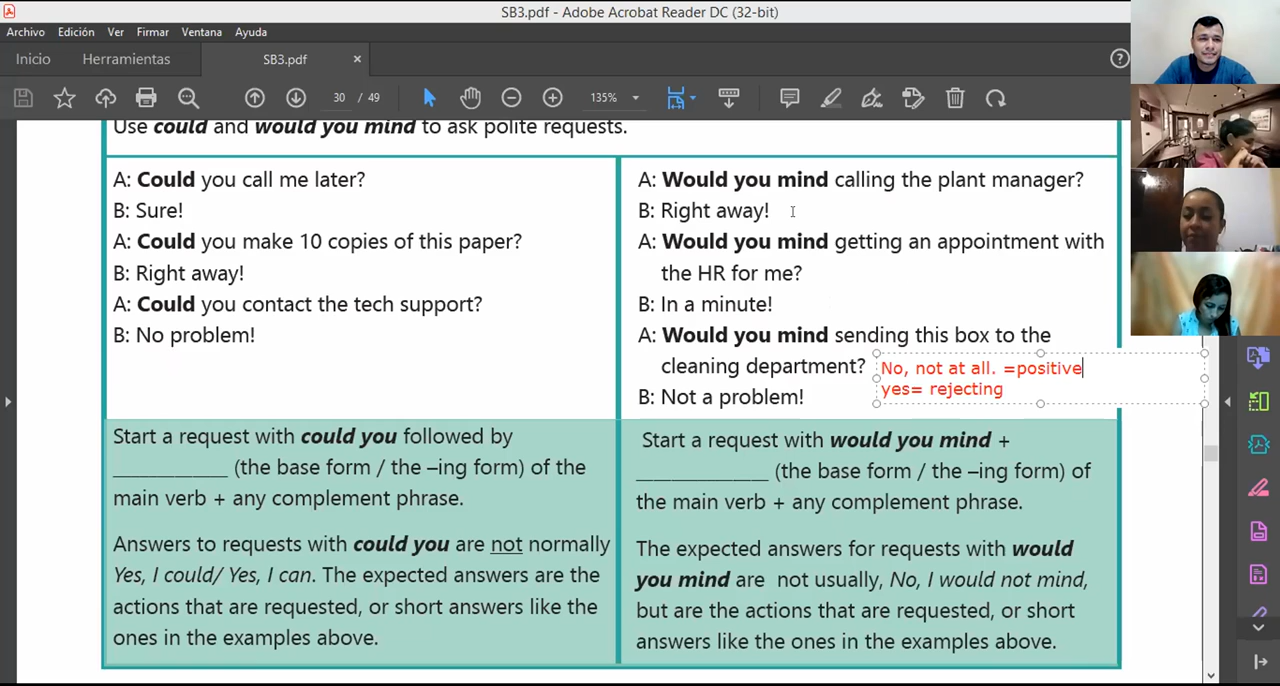 SB3.pdf - Adobe Acrobat Reader DC (32-bit)
Archivo Edición Ver Firmar Ventana Ayuda
Inicio Herramientas SB3.pdf ×
30 / 49 135%
Use could and would you mind to ask polite requests.
A: Could you call me later?
B: Sure!
A: Could you make 10 copies of this paper?
B: Right away!
A: Could you contact the tech support?
B: No problem!
A: Would you mind calling the plant manager?
B: Right away!
A: Would you mind getting an appointment with
the HR for me?
B: In a minute!
A: Would you mind sending this box to the
cleaning department?
B: Not a problem!
No, not at all. =positive
yes= rejecting
Start a request with could you followed by
____________ (the base form / the –ing form) of the
main verb + any complement phrase.
Answers to requests with could you are not normally
Yes, I could/ Yes, I can. The expected answers are the
actions that are requested, or short answers like the
ones in the examples above.
Start a request with would you mind +
______________ (the base form / the –ing form) of
the main verb + any complement phrase.
The expected answers for requests with would
you mind are not usually, No, I would not mind,
but are the actions that are requested, or short
answers like the ones in the examples above.